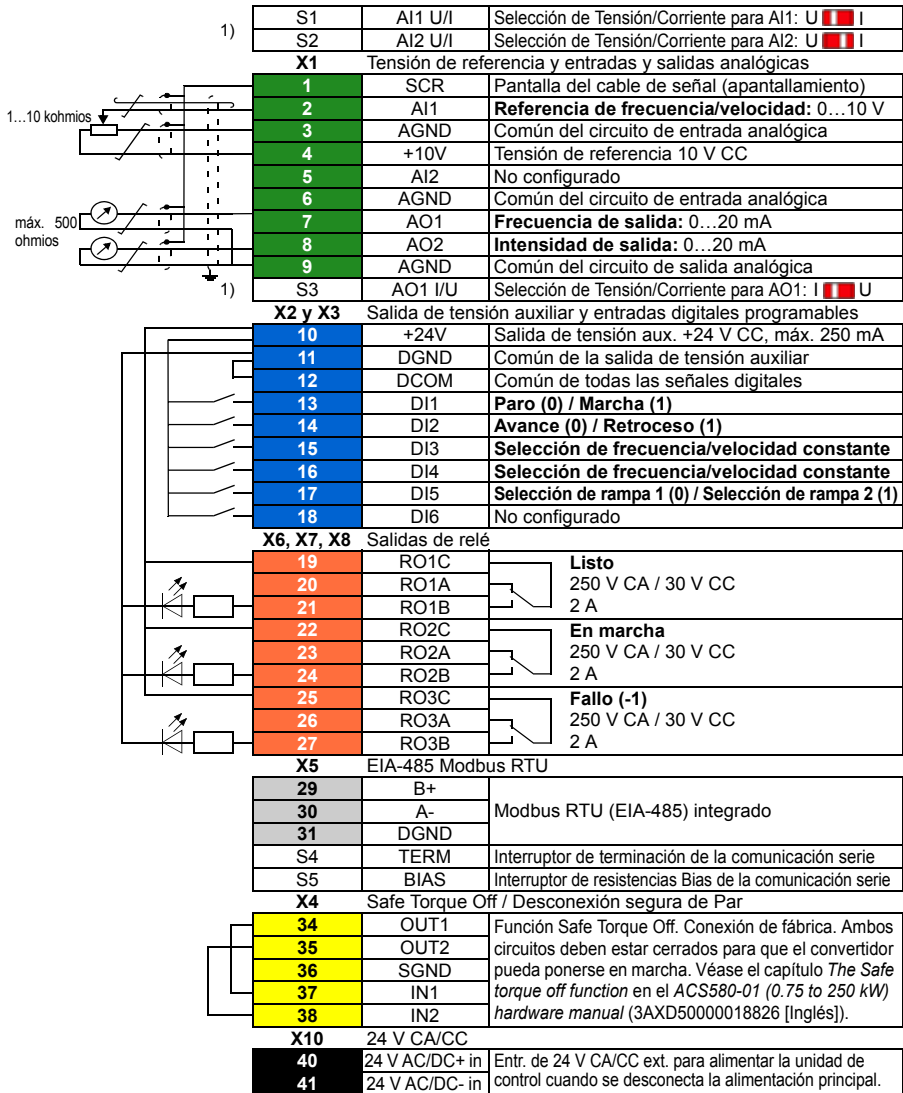 1) S1 AI1 U/I Selección de Tensión/Corriente para AI1: U I
S2 AI2 U/I Selección de Tensión/Corriente para AI2: U I
X1 Tensión de referencia y entradas y salidas analógicas
1 SCR Pantalla del cable de señal (apantallamiento)
1…10 kohmios 2 AI1 Referencia de frecuencia/velocidad: 0…10 V
3 AGND Común del circuito de entrada analógica
4 +10V Tensión de referencia 10 V CC
5 AI2 No configurado
6 AGND Común del circuito de entrada analógica
máx. 500 ohmios 7 AO1 Frecuencia de salida: 0…20 mA
8 AO2 Intensidad de salida: 0…20 mA
9 AGND Común del circuito de salida analógica
1) S3 AO1 I/U Selección de Tensión/Corriente para AO1: I U
X2 y X3 Salida de tensión auxiliar y entradas digitales programables
10 +24V Salida de tensión aux. +24 V CC, máx. 250 mA
11 DGND Común de la salida de tensión auxiliar
12 DCOM Común de todas las señales digitales
13 DI1 Paro (0) / Marcha (1)
14 DI2 Avance (0) / Retroceso (1)
15 DI3 Selección de frecuencia/velocidad constante
16 DI4 Selección de frecuencia/velocidad constante
17 DI5 Selección de rampa 1 (0) / Selección de rampa 2 (1)
18 DI6 No configurado
X6, X7, X8 Salidas de relé
19 RO1C Listo
20 RO1A 250 V CA / 30 V CC
21 RO1B 2 A
22 RO2C En marcha
23 RO2A 250 V CA / 30 V CC
24 RO2B 2 A
25 RO3C Fallo (-1)
26 RO3A 250 V CA / 30 V CC
27 RO3B 2 A
X5 EIA-485 Modbus RTU
29 B+
30 A- Modbus RTU (EIA-485) integrado
31 DGND
S4 TERM Interruptor de terminación de la comunicación serie
S5 BIAS Interruptor de resistencias Bias de la comunicación serie
X4 Safe Torque Off / Desconexión segura de Par
34 OUT1 Función Safe Torque Off. Conexión de fábrica. Ambos
35 OUT2 circuitos deben estar cerrados para que el convertidor
36 SGND pueda ponerse en marcha. Véase el capítulo The Safe
37 IN1 torque off function en el ACS580-01 (0.75 to 250 kW)
38 IN2 hardware manual (3AXD50000018826 [Inglés]).
X10 24 V CA/CC
40 24 V AC/DC+ in Entr. de 24 V CA/CC ext. para alimentar la unidad de
41 24 V AC/DC- in control cuando se desconecta la alimentación principal.